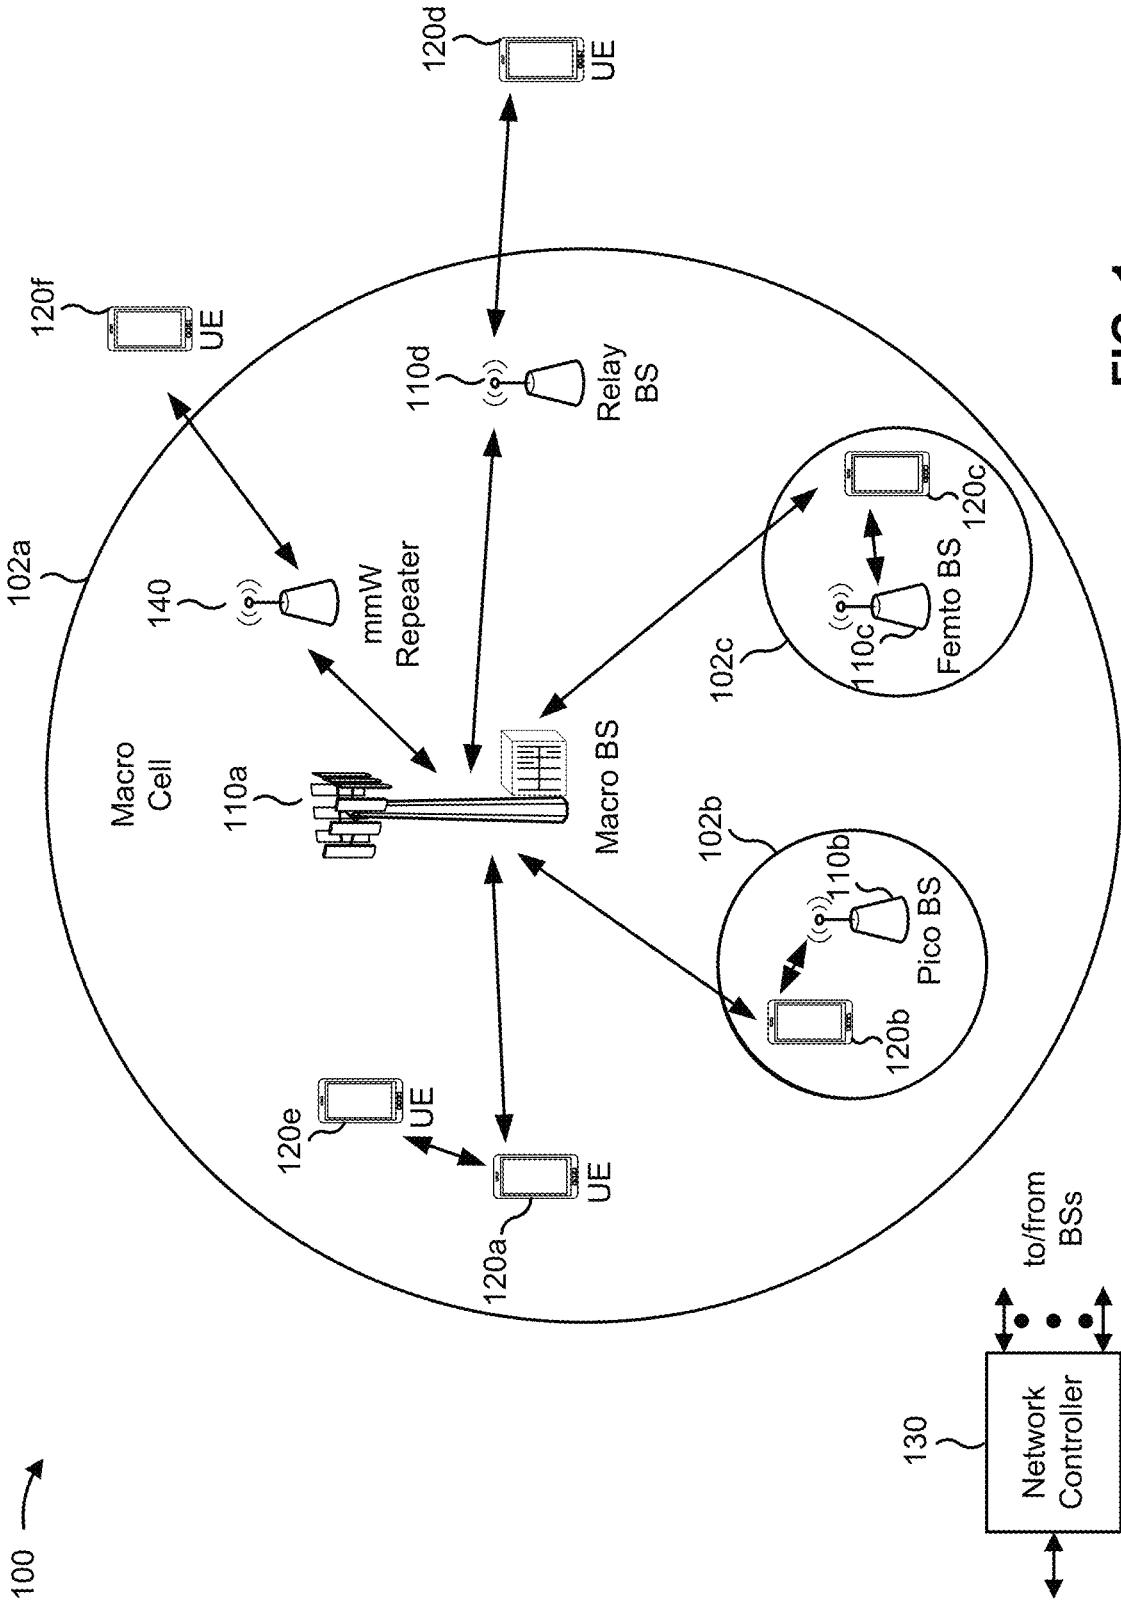 100
102a
120f
Macro
Cell
140
UE
110a
120e
mmW
Repeater
UE
110d
120d
120a
UE
Macro BS
Relay
BS
UE
102b
102c
110b
110c
120b
Pico BS
Femto BS
120c
130
Network
Controller
to/from
BSs
FIG. 1